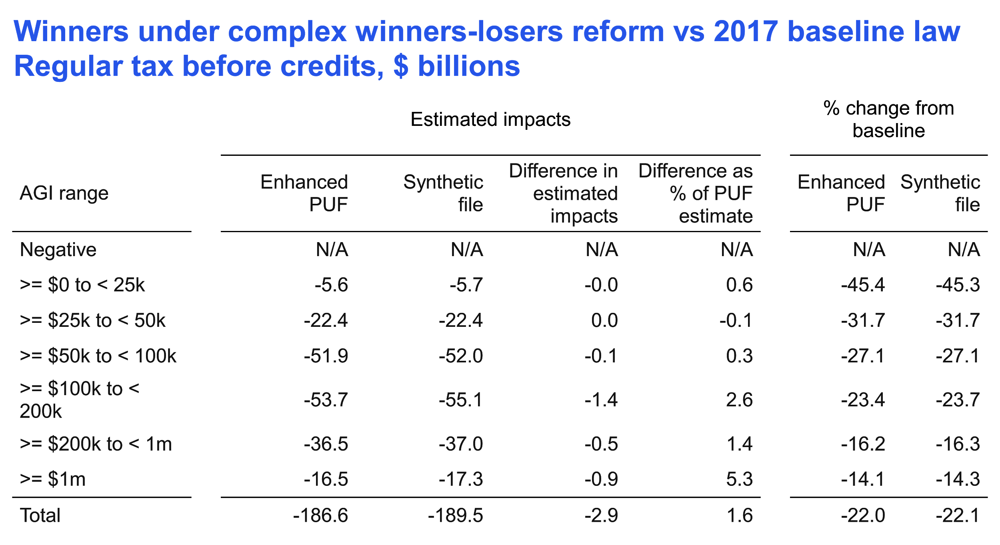 Winners under complex winners-losers reform vs 2017 baseline law
Regular tax before credits, $ billions
Estimated impacts
% change from
baseline
AGI range
Enhanced
PUF
Synthetic
file
Difference in
estimated
impacts
Difference as
% of PUF
estimate
Enhanced
PUF
Synthetic
file
Negative N/A N/A N/A N/A N/A N/A
>= $0 to < 25k -5.6 -5.7 -0.0 0.6 -45.4 -45.3
>= $25k to < 50k -22.4 -22.4 0.0 -0.1 -31.7 -31.7
>= $50k to < 100k -51.9 -52.0 -0.1 0.3 -27.1 -27.1
>= $100k to <
200k
-53.7 -55.1 -1.4 2.6 -23.4 -23.7
>= $200k to < 1m -36.5 -37.0 -0.5 1.4 -16.2 -16.3
>= $1m -16.5 -17.3 -0.9 5.3 -14.1 -14.3
Total -186.6 -189.5 -2.9 1.6 -22.0 -22.1